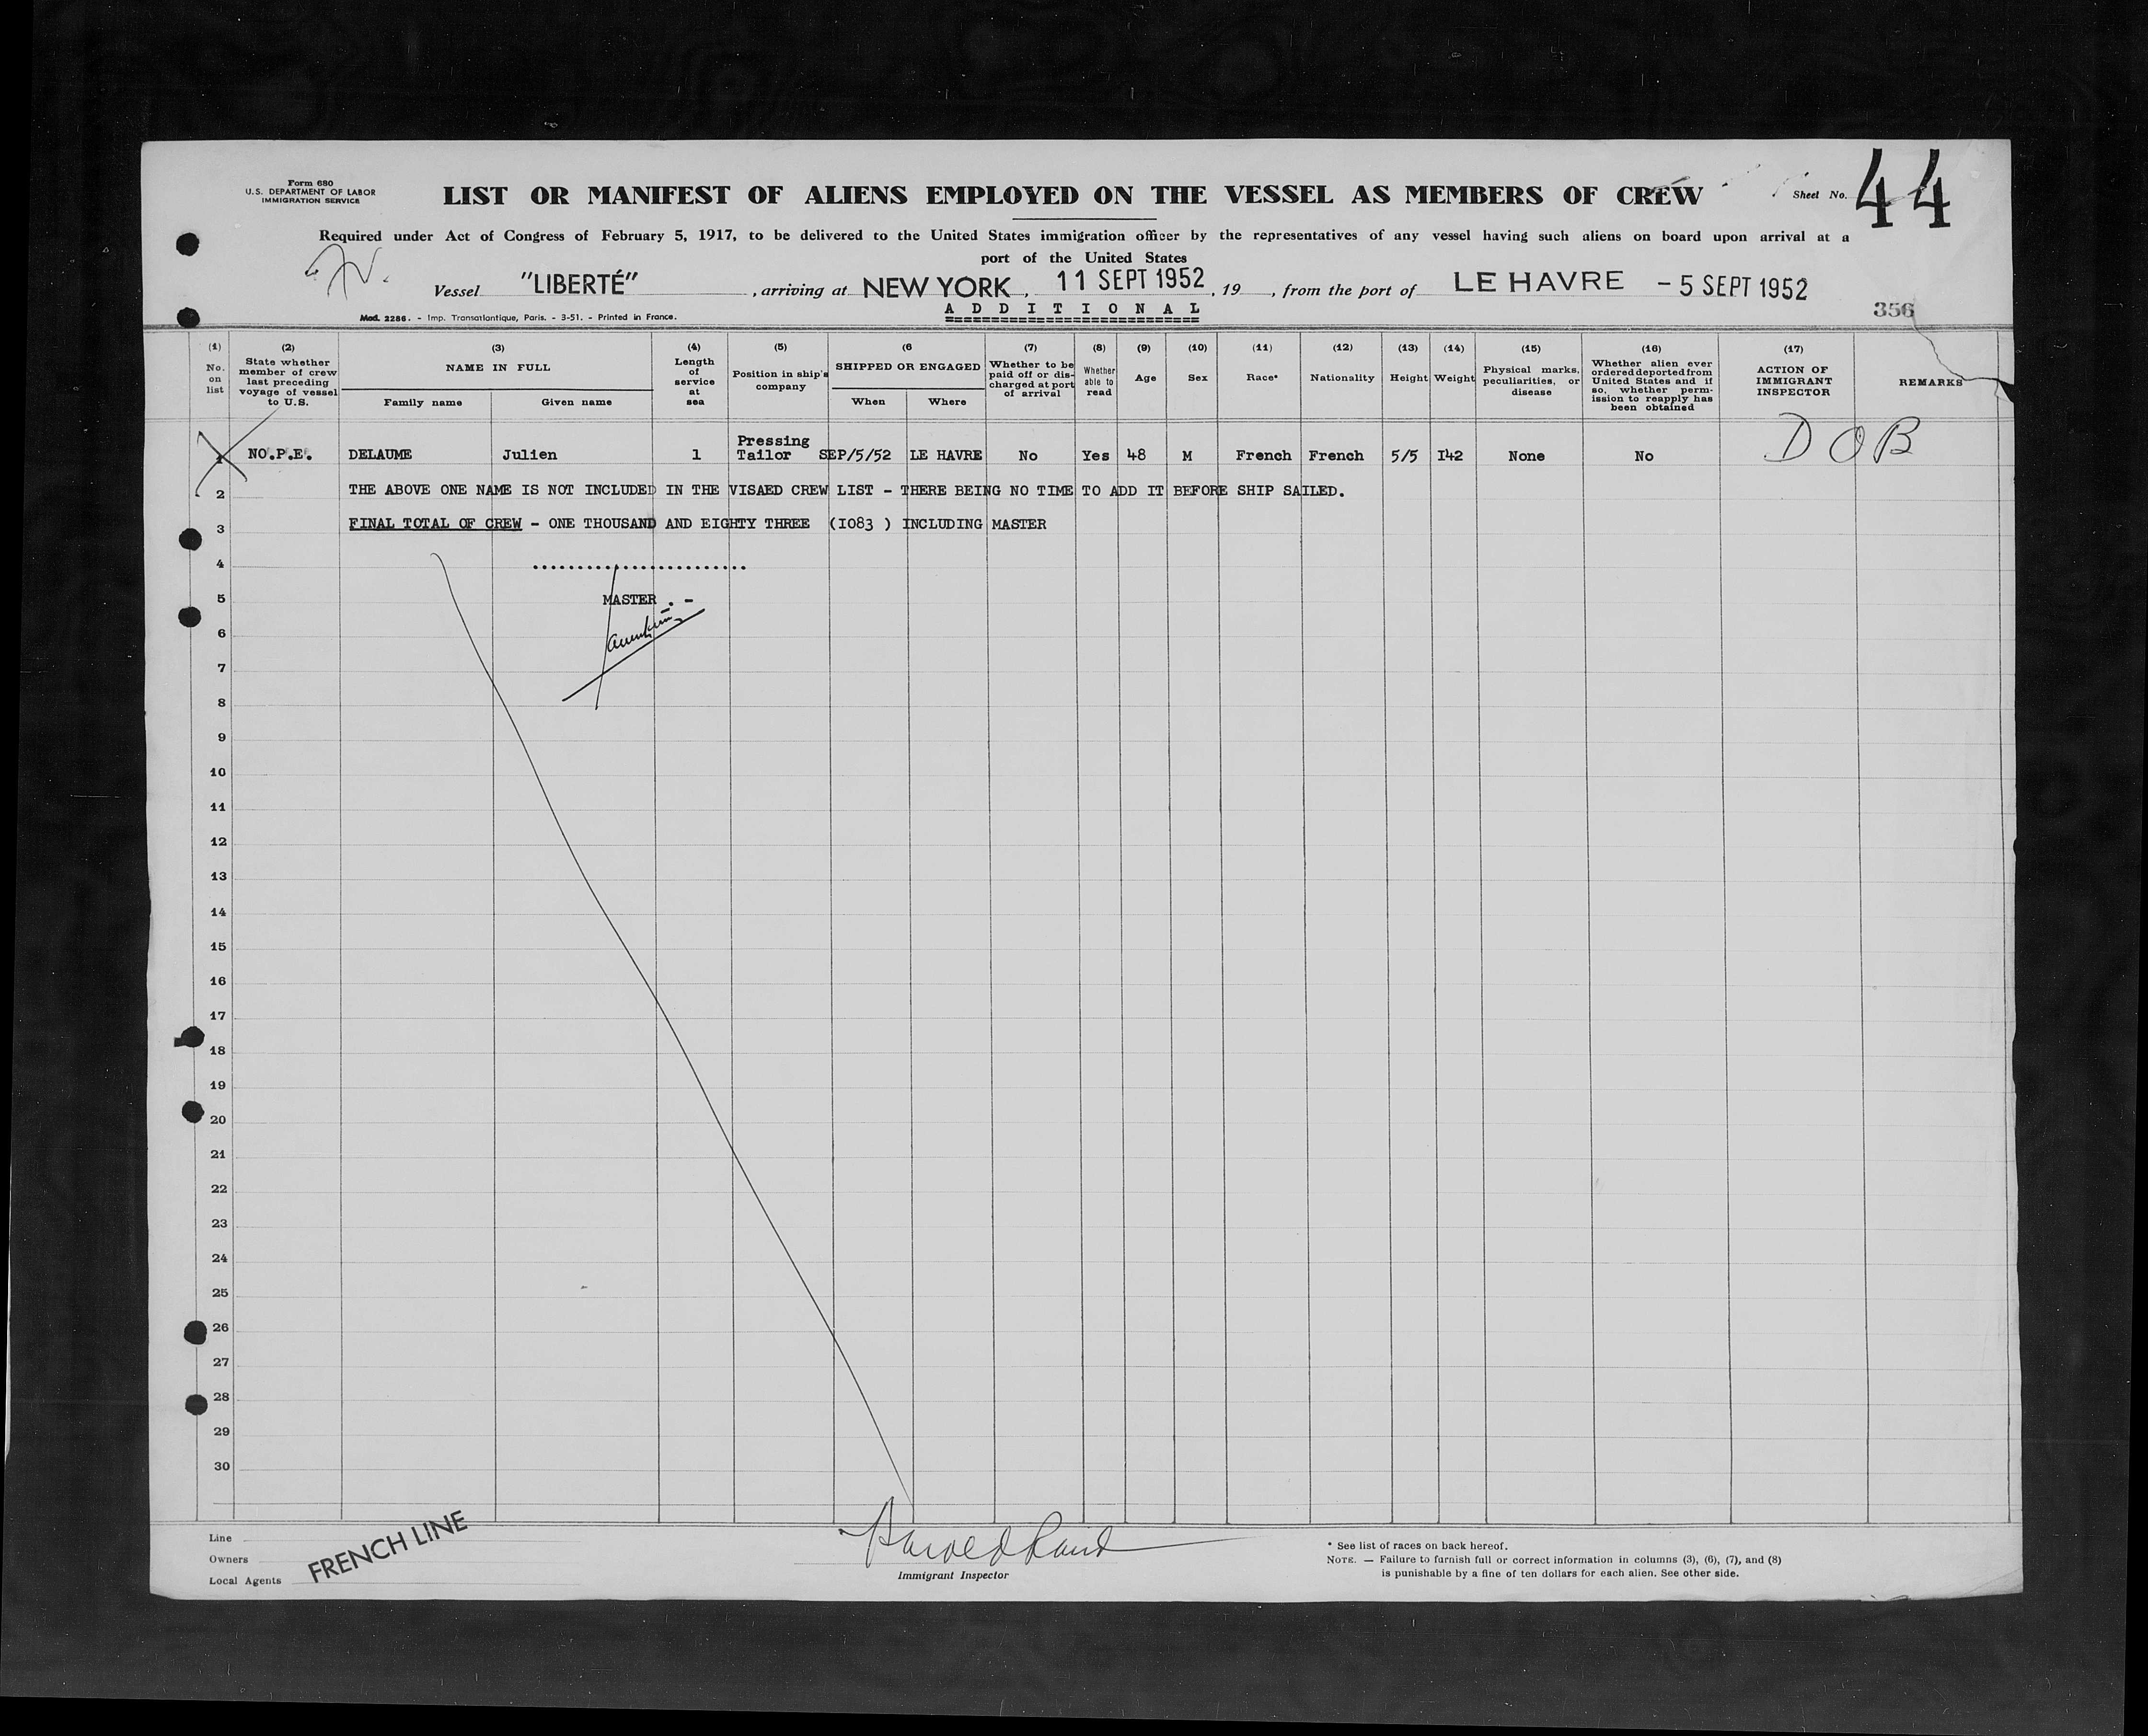 Form 680
U.S. DEPARTMENT OF LABOR
IMMIGRATION SERVICE
LIST OR MANIFEST OF ALIENS EMPLOYED ON THE VESSEL AS MEMBERS OF CREW
Sheet No. 44
Required under Act of Congress of February 5, 1917, to be delivered to the United States immigration officer by the representatives of any vessel having such aliens on board upon arrival at a
port of the United States
Vessel "LIBERTÉ", arriving at NEW YORK, 11 SEPT 1952, 19 , from the port of LE HAVRE - 5 SEPT 1952
Mod. 2286. - Imp. Transatlantique, Paris. - 3-51. - Printed in France.
ADDITIONAL
356
(1) No. on list
(2) State whether member of crew last preceding voyage of vessel to U.S.
(3) NAME IN FULL
Family name
Given name
(4) Length of service at sea
(5) Position in ship's company
(6 SHIPPED OR ENGAGED
When
Where
(7) Whether to be paid off or discharged at port of arrival
(8) Whether able to read
(9) Age
(10) Sex
(11) Race*
(12) Nationality
(13) Height
(14) Weight
(15) Physical marks, peculiarities, or disease
(16) Whether alien ever ordered deported from United States and if so, whether permission to reapply has been obtained
(17) ACTION OF IMMIGRANT INSPECTOR
REMARKS
1 NO.P.E. DELAUME Julien 1 Pressing Tailor SEP/5/52 LE HAVRE No Yes 48 M French French 5/5 I42 None No DOB
2 THE ABOVE ONE NAME IS NOT INCLUDED IN THE VISAED CREW LIST - THERE BEING NO TIME TO ADD IT BEFORE SHIP SAILED.
3 FINAL TOTAL OF CREW - ONE THOUSAND AND EIGHTY THREE (I083 ) INCLUDING MASTER
4 ........................
5 MASTER . -
6
7
8
9
10
11
12
13
14
15
16
17
18
19
20
21
22
23
24
25
26
27
28
29
30
Line
Owners
Local Agents
FRENCH LINE
Immigrant Inspector
* See list of races on back hereof.
NOTE. — Failure to furnish full or correct information in columns (3), (6), (7), and (8)
is punishable by a fine of ten dollars for each alien. See other side.